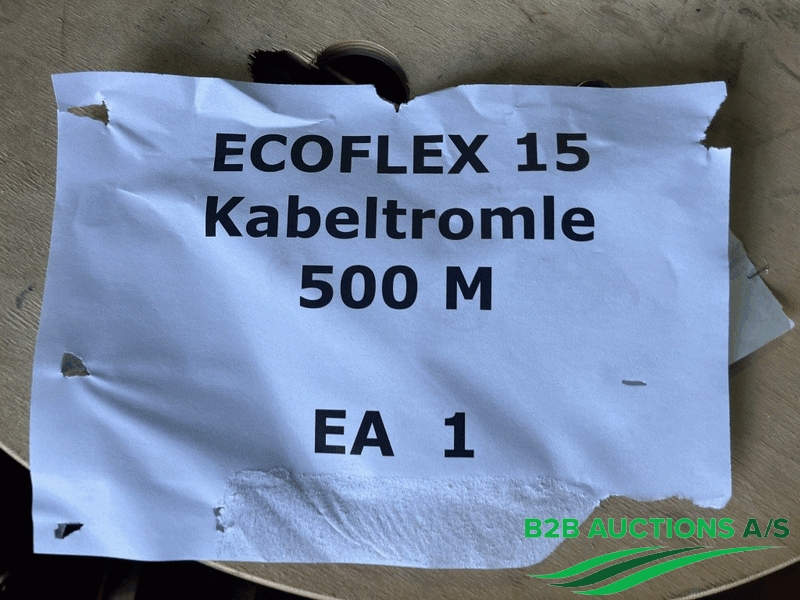 ECOFLEX 15
Kabeltromle
500 M
EA 1
B2B AUCTIONS A/S